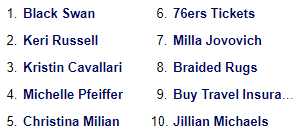 1. Black Swan
2. Keri Russell
3. Kristin Cavallari
4. Michelle Pfeiffer
5. Christina Milian
6. 76ers Tickets
7. Milla Jovovich
8. Braided Rugs
9. Buy Travel Insura...
10. Jillian Michaels